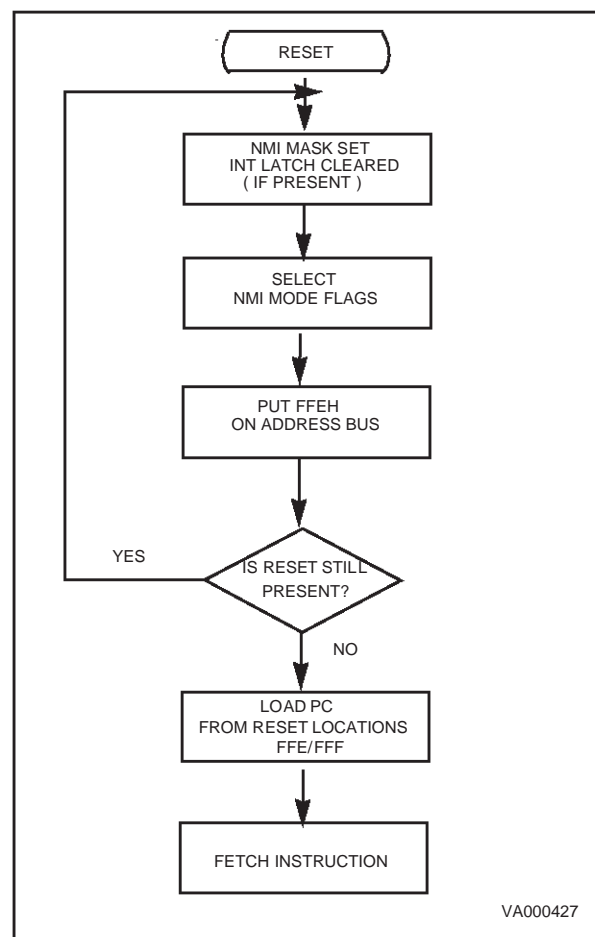 RESET
NMI MASK SET
INT LATCH CLEARED
( IF PRESENT )
SELECT
NMI MODE FLAGS
PUT FFEH
ON ADDRESS BUS
YES
IS RESET STILL
PRESENT?
NO
LOAD PC
FROM RESET LOCATIONS
FFE/FFF
FETCH INSTRUCTION
VA000427